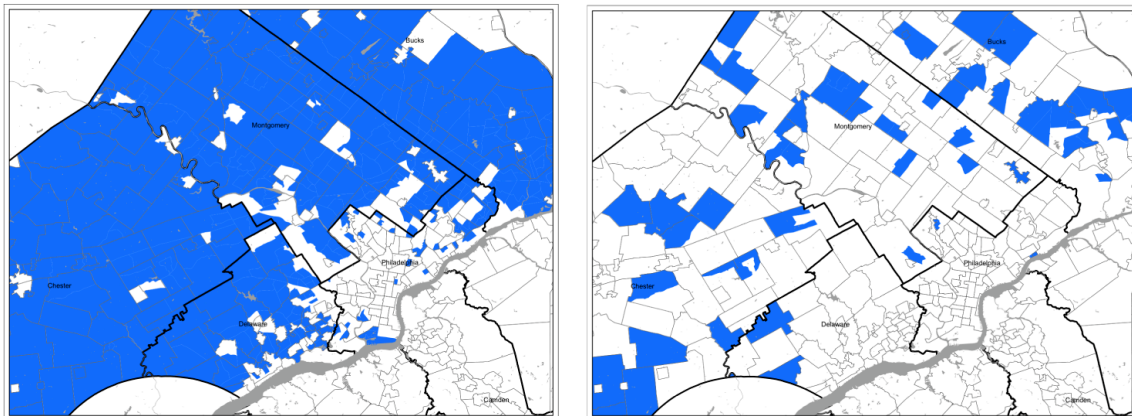 Bucks
Montgomery
Philadelphia
Chester
Delaware
Camden
Bucks
Montgomery
Philadelphia
Chester
Delaware
Camden